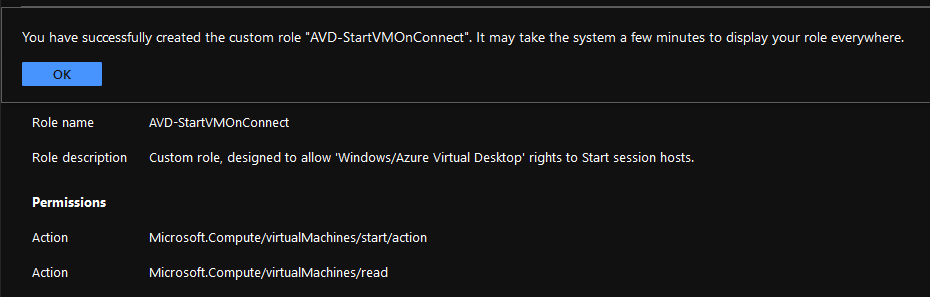 You have successfully created the custom role "AVD-StartVMOnConnect". It may take the system a few minutes to display your role everywhere.
OK
Role name AVD-StartVMOnConnect
Role description Custom role, designed to allow 'Windows/Azure Virtual Desktop' rights to Start session hosts.
Permissions
Action Microsoft.Compute/virtualMachines/start/action
Action Microsoft.Compute/virtualMachines/read